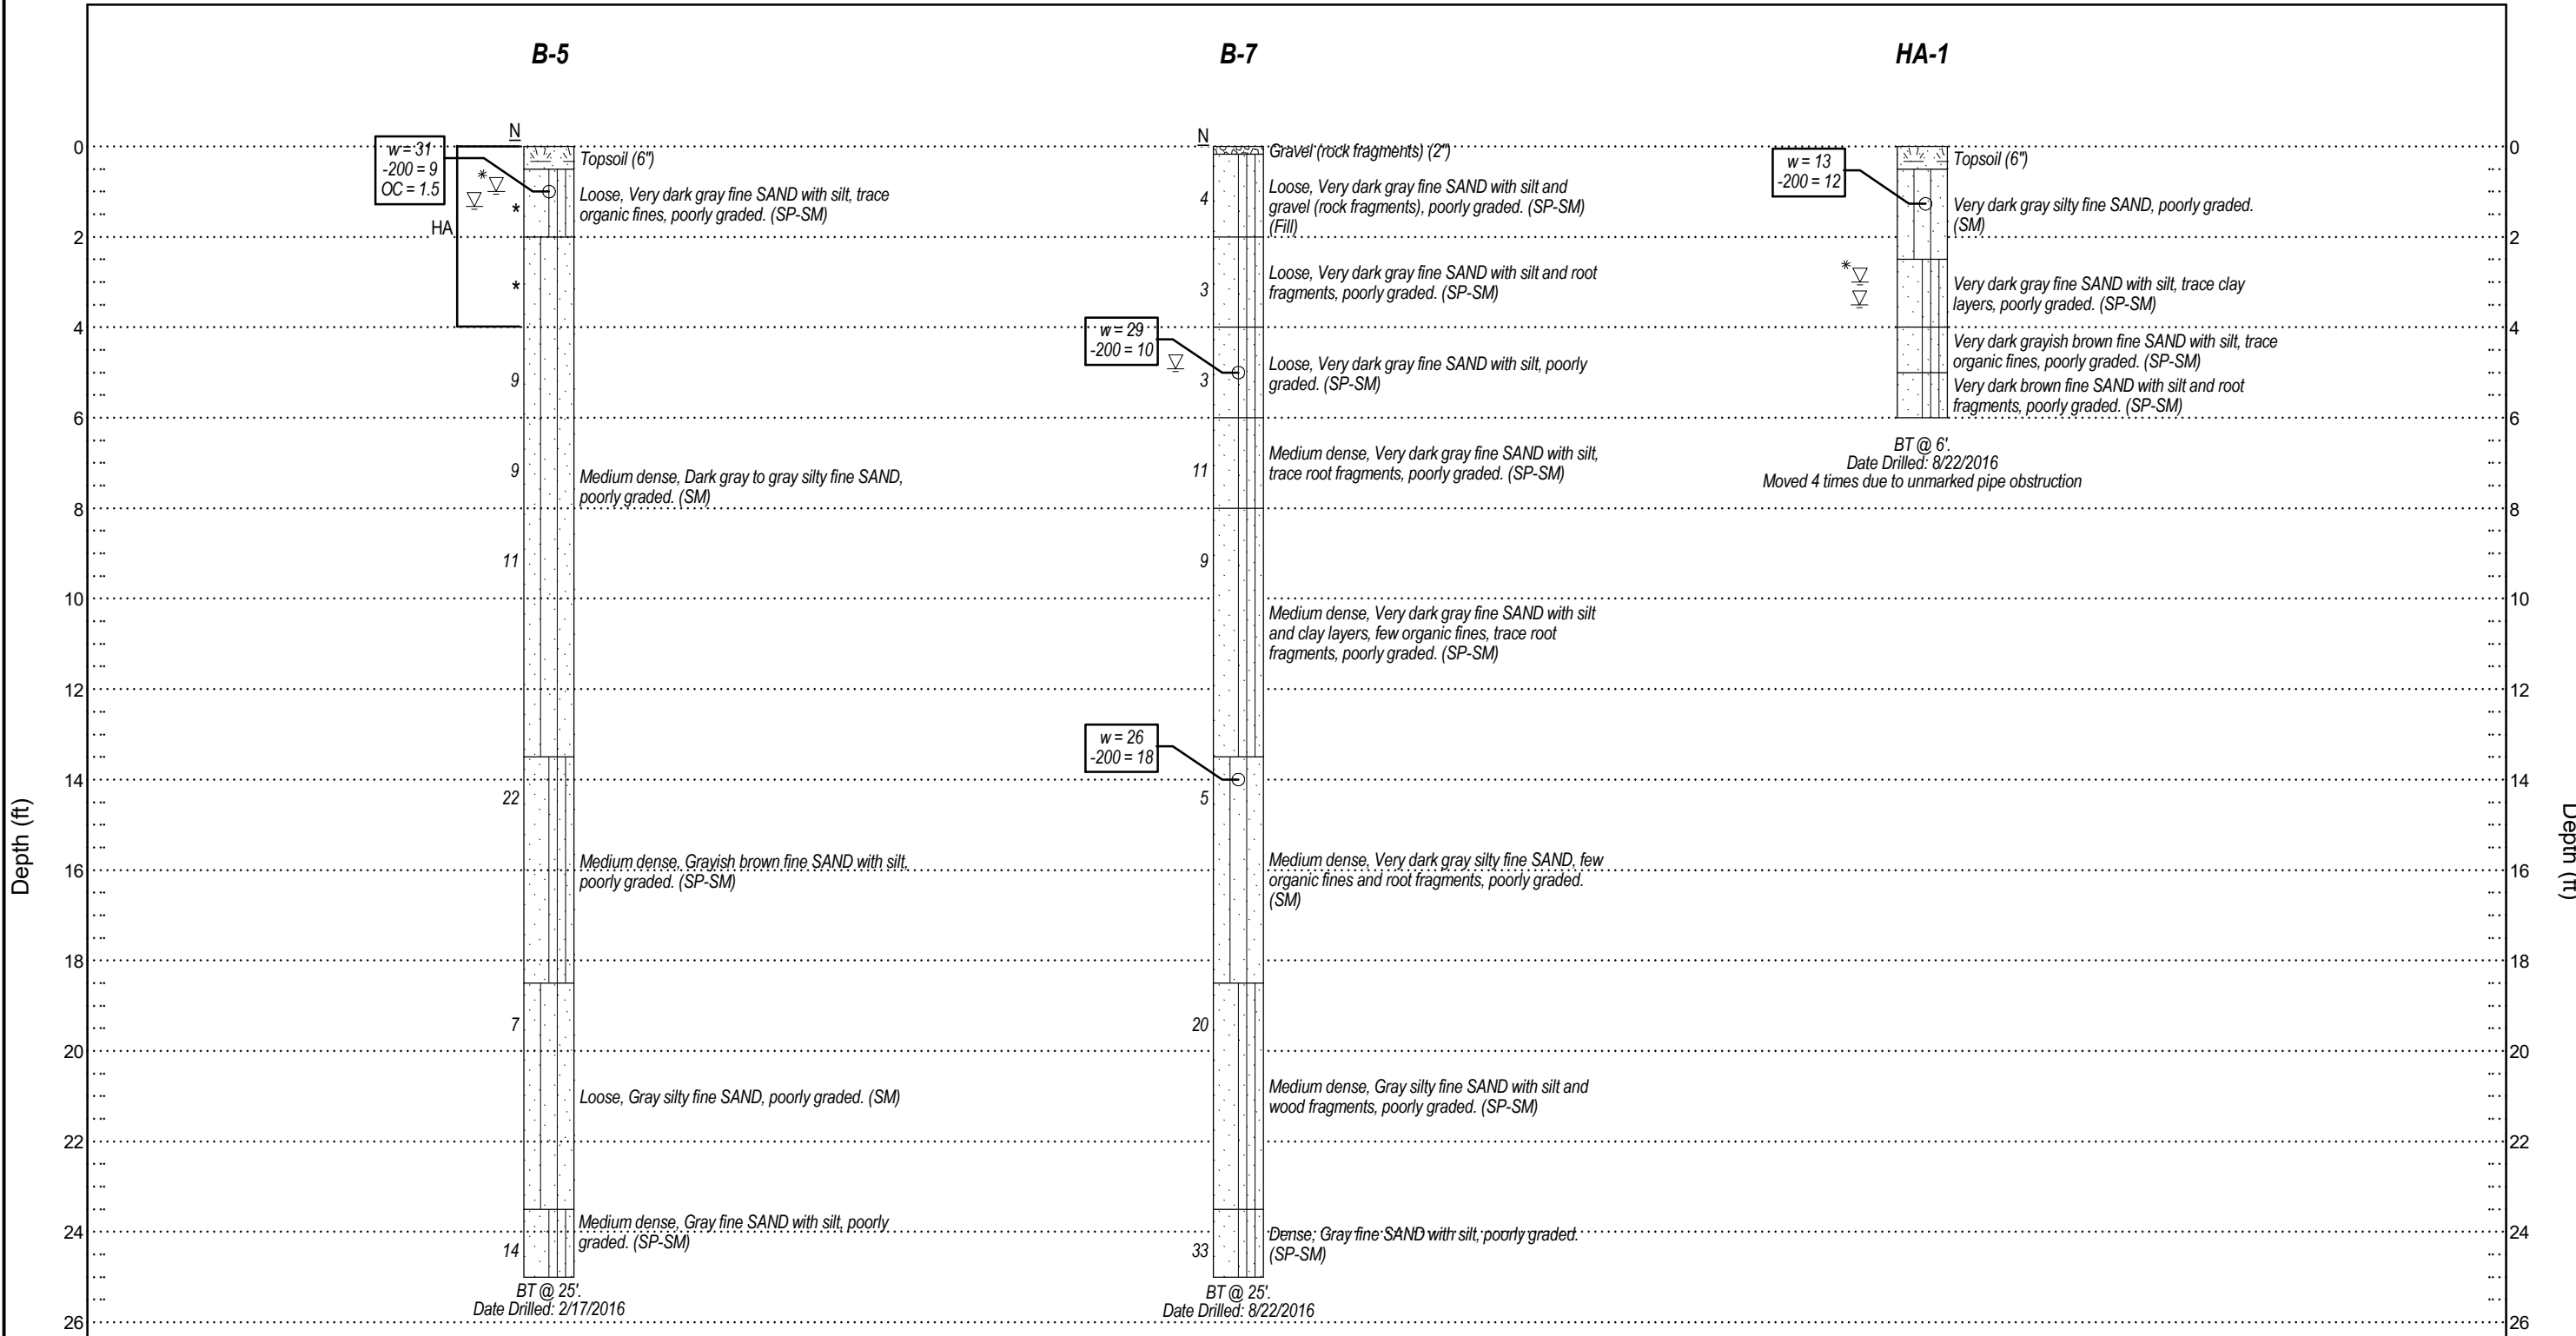 B-5
B-7
HA-1
N
N
0
0
w = 31
-200 = 9
OC = 1.5
*
*
*
HA
Topsoil (6")
Loose, Very dark gray fine SAND with silt, trace
organic fines, poorly graded. (SP-SM)
9
9
11
Medium dense, Dark gray to gray silty fine SAND,
poorly graded. (SM)
22
Medium dense, Grayish brown fine SAND with silt,
poorly graded. (SP-SM)
7
Loose, Gray silty fine SAND, poorly graded. (SM)
14
Medium dense, Gray fine SAND with silt, poorly
graded. (SP-SM)
BT @ 25'.
Date Drilled: 2/17/2016
Gravel (rock fragments) (2")
4
Loose, Very dark gray fine SAND with silt and
gravel (rock fragments), poorly graded. (SP-SM)
(Fill)
3
Loose, Very dark gray fine SAND with silt and root
fragments, poorly graded. (SP-SM)
w = 29
-200 = 10
3
Loose, Very dark gray fine SAND with silt, poorly
graded. (SP-SM)
11
Medium dense, Very dark gray fine SAND with silt,
trace root fragments, poorly graded. (SP-SM)
9
Medium dense, Very dark gray fine SAND with silt
and clay layers, few organic fines, trace root
fragments, poorly graded. (SP-SM)
w = 26
-200 = 18
5
Medium dense, Very dark gray silty fine SAND, few
organic fines and root fragments, poorly graded.
(SM)
20
Medium dense, Gray silty fine SAND with silt and
wood fragments, poorly graded. (SP-SM)
33
Dense, Gray fine SAND with silt, poorly graded.
(SP-SM)
BT @ 25'.
Date Drilled: 8/22/2016
w = 13
-200 = 12
Topsoil (6")
Very dark gray silty fine SAND, poorly graded.
(SM)
*
Very dark gray fine SAND with silt, trace clay
layers, poorly graded. (SP-SM)
Very dark grayish brown fine SAND with silt, trace
organic fines, poorly graded. (SP-SM)
Very dark brown fine SAND with silt and root
fragments, poorly graded. (SP-SM)
BT @ 6'.
Date Drilled: 8/22/2016
Moved 4 times due to unmarked pipe obstruction
2
2
4
4
6
6
8
8
10
10
12
12
14
14
16
16
18
18
20
20
22
22
24
24
26
26
Depth (ft)
Depth (ft)